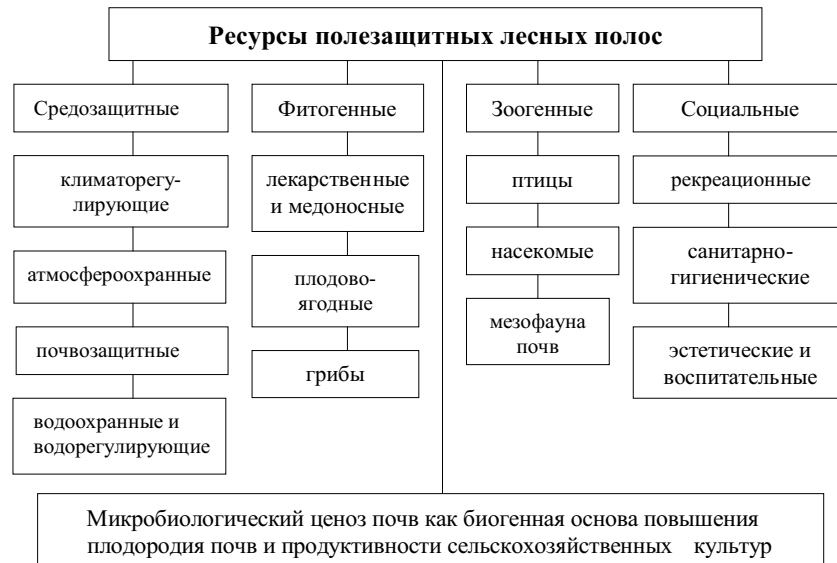 Ресурсы полезащитных лесных полос
Средозащитные
климаторегу-
лирующие
атмосфероохранные
почвозащитные
водоохранные и
водорегулирующие
Фитогенные
лекарственные
и медоносные
плодово-
ягодные
грибы
Зоогенные
птицы
насекомые
мезофауна
почв
Социальные
рекреационные
санитарно-
гигиенические
эстетические и
воспитательные
Микробиологический ценоз почв как биогенная основа повышения
плодородия почв и продуктивности сельскохозяйственных культур